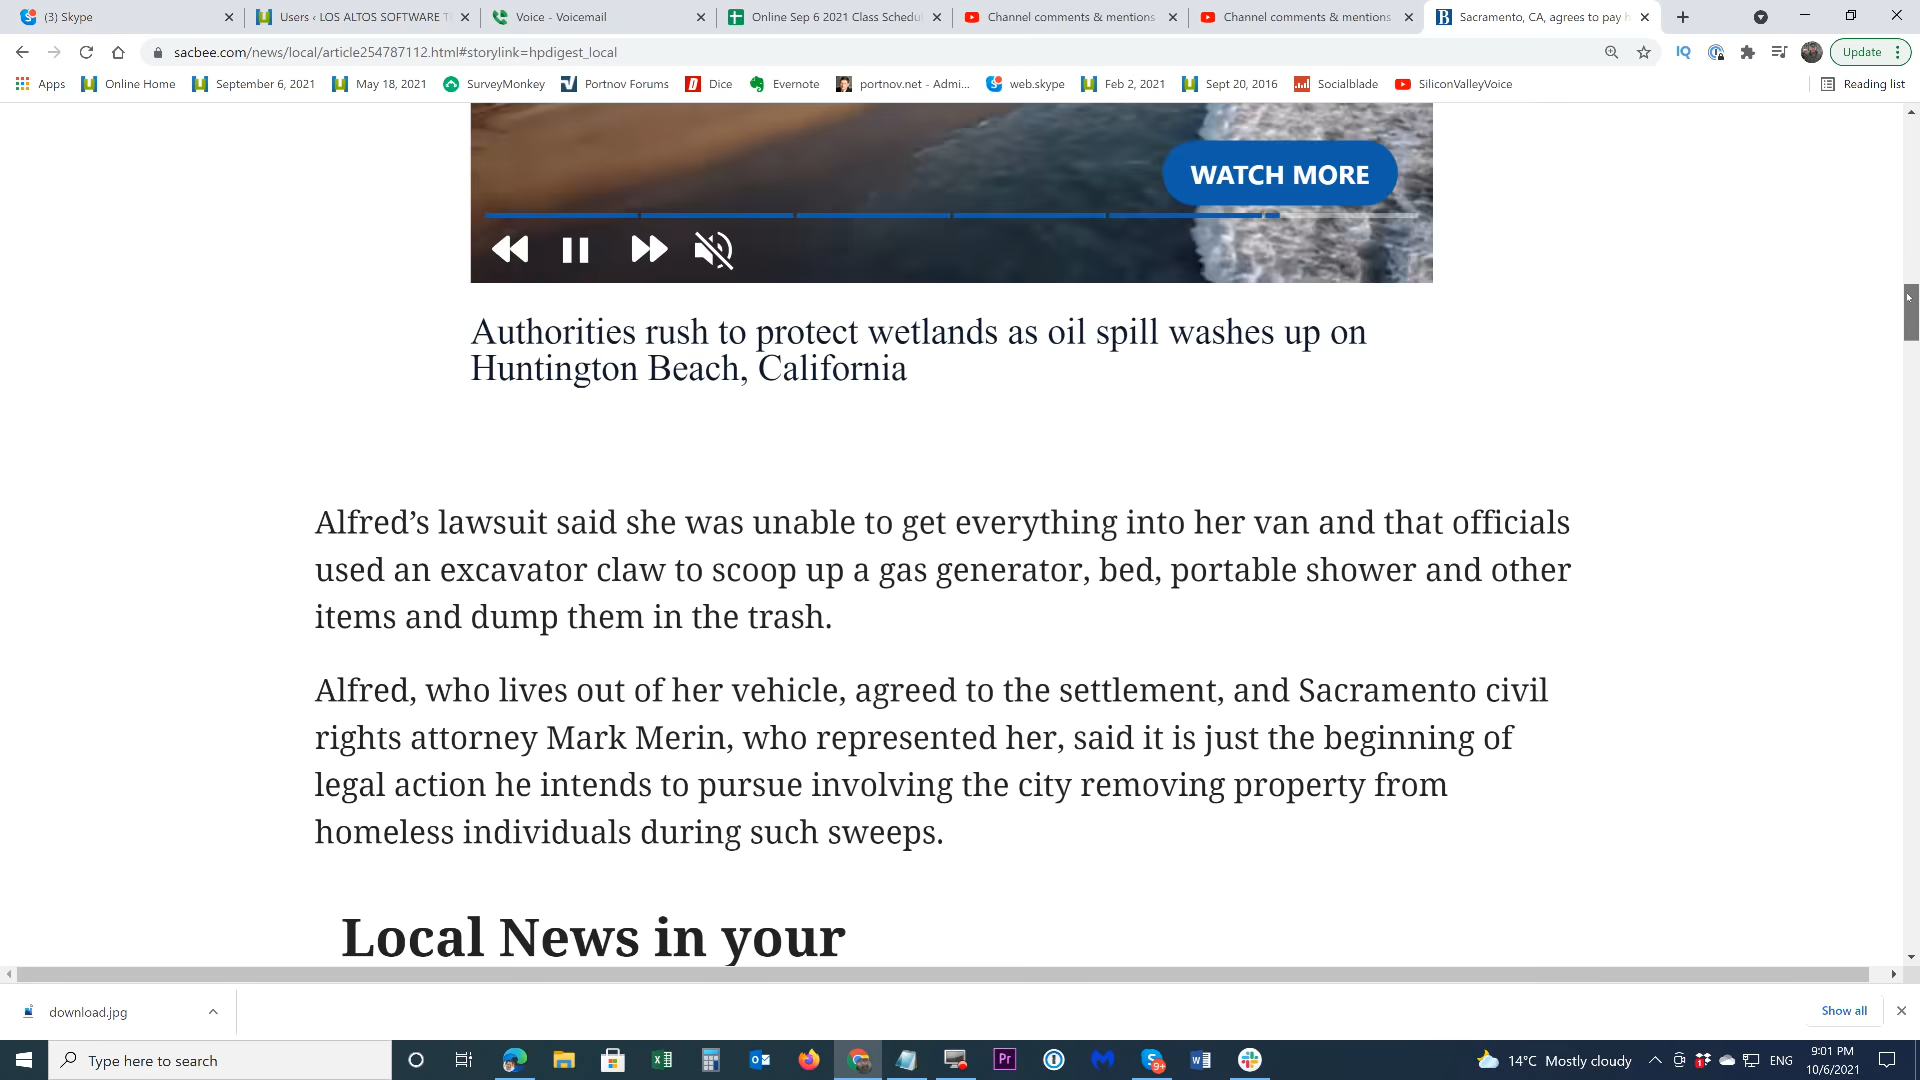 (3) Skype
Users ‹ LOS ALTOS SOFTWARE T
Voice - Voicemail
Online Sep 6 2021 Class Schedul
Channel comments & mentions
Channel comments & mentions
Sacramento, CA, agrees to pay h
sacbee.com/news/local/article254787112.html#storylink=hpdigest_local
IQ
Update
Apps
Online Home
September 6, 2021
May 18, 2021
SurveyMonkey
Portnov Forums
Dice
Evernote
portnov.net - Admi...
web.skype
Feb 2, 2021
Sept 20, 2016
Socialblade
SiliconValleyVoice
Reading list
WATCH MORE
Authorities rush to protect wetlands as oil spill washes up on
Huntington Beach, California
Alfred’s lawsuit said she was unable to get everything into her van and that officials
used an excavator claw to scoop up a gas generator, bed, portable shower and other
items and dump them in the trash.
Alfred, who lives out of her vehicle, agreed to the settlement, and Sacramento civil
rights attorney Mark Merin, who represented her, said it is just the beginning of
legal action he intends to pursue involving the city removing property from
homeless individuals during such sweeps.
Local News in your
download.jpg
Show all
Type here to search
Pr
9+
14°C Mostly cloudy
ENG
9:01 PM
10/6/2021